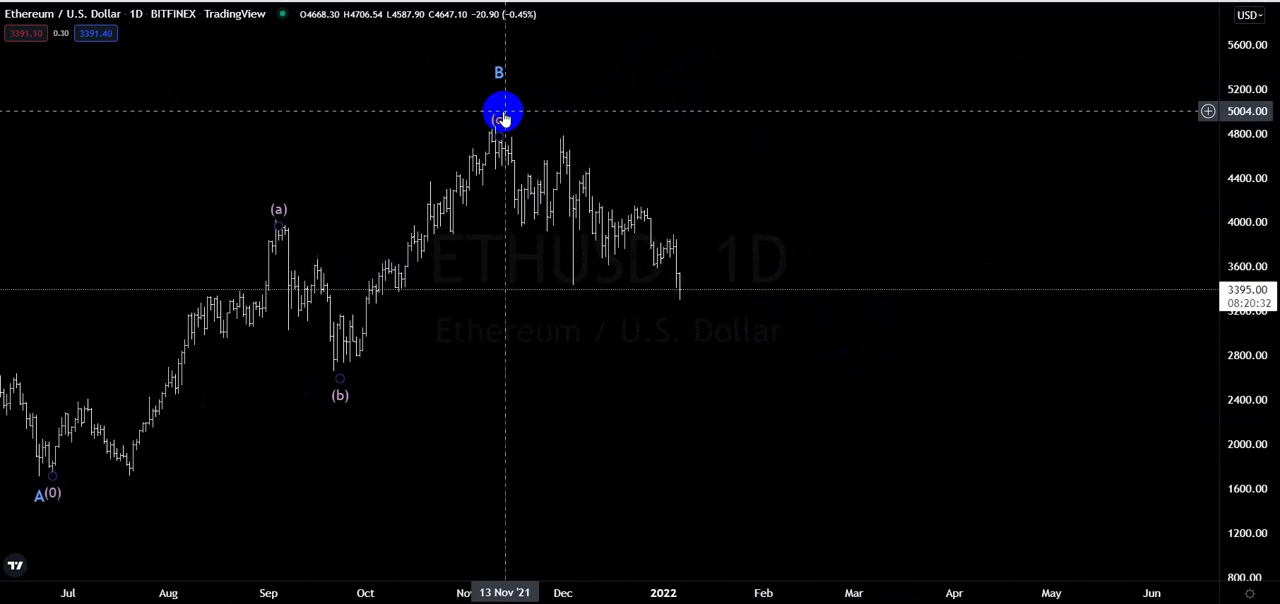 Ethereum / U.S. Dollar · 1D · BITFINEX · TradingView O4668.30 H4706.54 L4587.90 C4647.10 −20.90 (−0.45%) USD
3391.10 0.30 3391.40
5600.00
B
5200.00
5004.00
(c
4800.00
4400.00
(a)
4000.00
ETHUSD 1D
3600.00
3395.00
08:20:32
3200.00
Ethereum / U.S. Dollar
2800.00
(b)
2400.00
2000.00
A (0)
1600.00
1200.00
800.00
Jul Aug Sep Oct Nov 13 Nov '21 Dec 2022 Feb Mar Apr May Jun